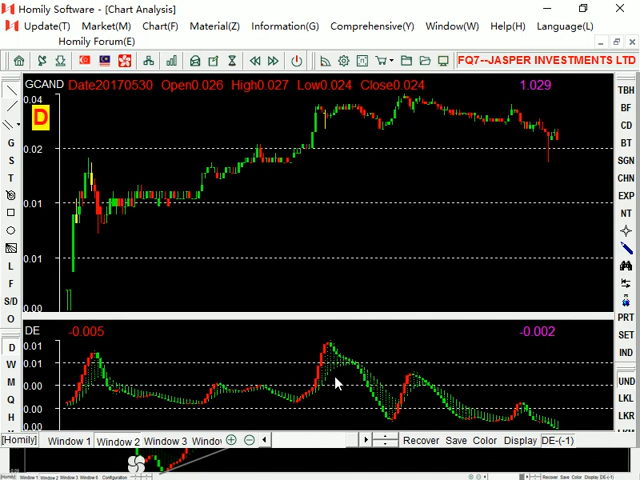 Homily Software - [Chart Analysis]
Update(T) Market(M) Chart(F) Material(Z) Information(G) Comprehensive(Y) Window(W) Help(H) Language(L)
Homily Forum(E)
FQ7--JASPER INVESTMENTS LTD
GCAND Date20170530 Open0.026 High0.027 Low0.024 Close0.024 1.029
0.04
D
0.02
0.01
0.01
0.00
DE -0.005 -0.002
0.01
0.01
0.00
0.00
0.00
G
S
T
L
F
S/D
O
D
W
M
Q
H
TBH
BF
CD
BT
SGN
CHN
EXP
NT
PRT
SET
IND
UND
LKL
LKR
[Homily] Window 1 Window 2 Window 3 Recover Save Color Display DE-(-1)